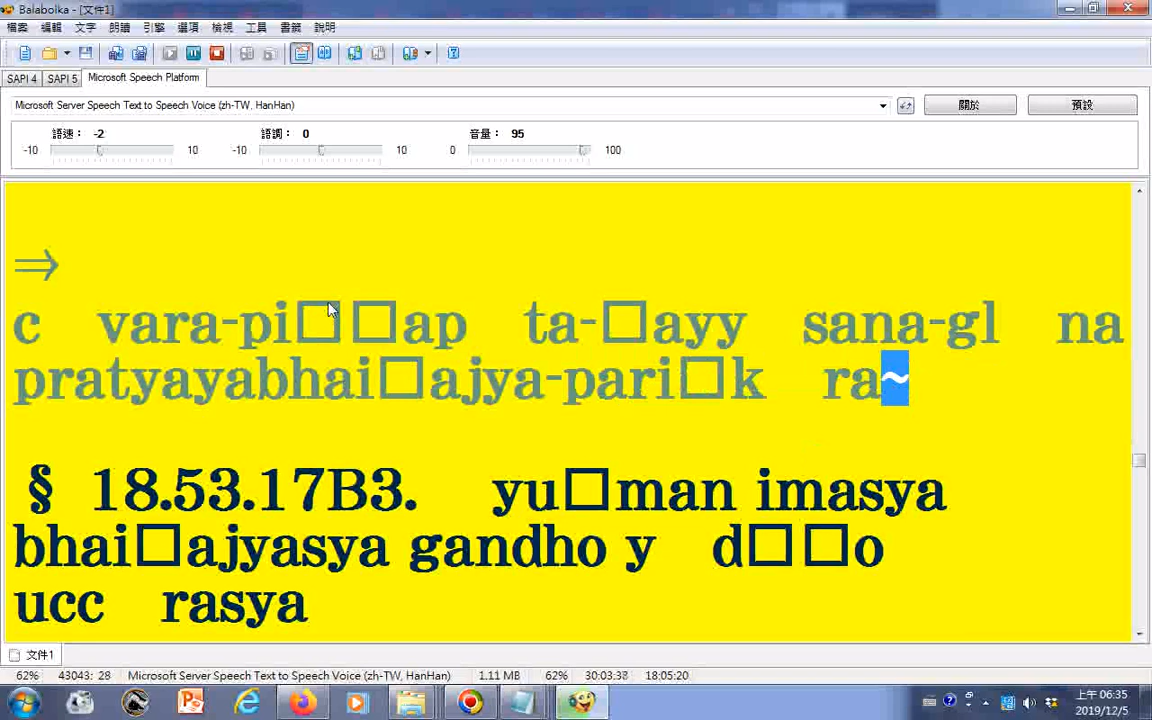 Balabolka - [文件1]
檔案 編輯 文字 朗讀 引擎 選項 檢視 工具 書籤 說明
SAPI 4 SAPI 5 Microsoft Speech Platform
Microsoft Server Speech Text to Speech Voice (zh-TW, HanHan) 關於 預設
語速： -2 語調： 0 音量： 95
-10 10 -10 10 0 100
⇒
c vara-pi□□ap ta-□ayy sana-gl na
pratyayabhai□ajya-pari□k ra~
§ 18.53.17B3. yu□man imasya
bhai□ajyasya gandho y d□□o
ucc rasya
文件1
62% 43043: 28 Microsoft Server Speech Text to Speech Voice (zh-TW, HanHan) 1.11 MB 62% 30:03:38 18:05:20
上午 06:35
2019/12/5